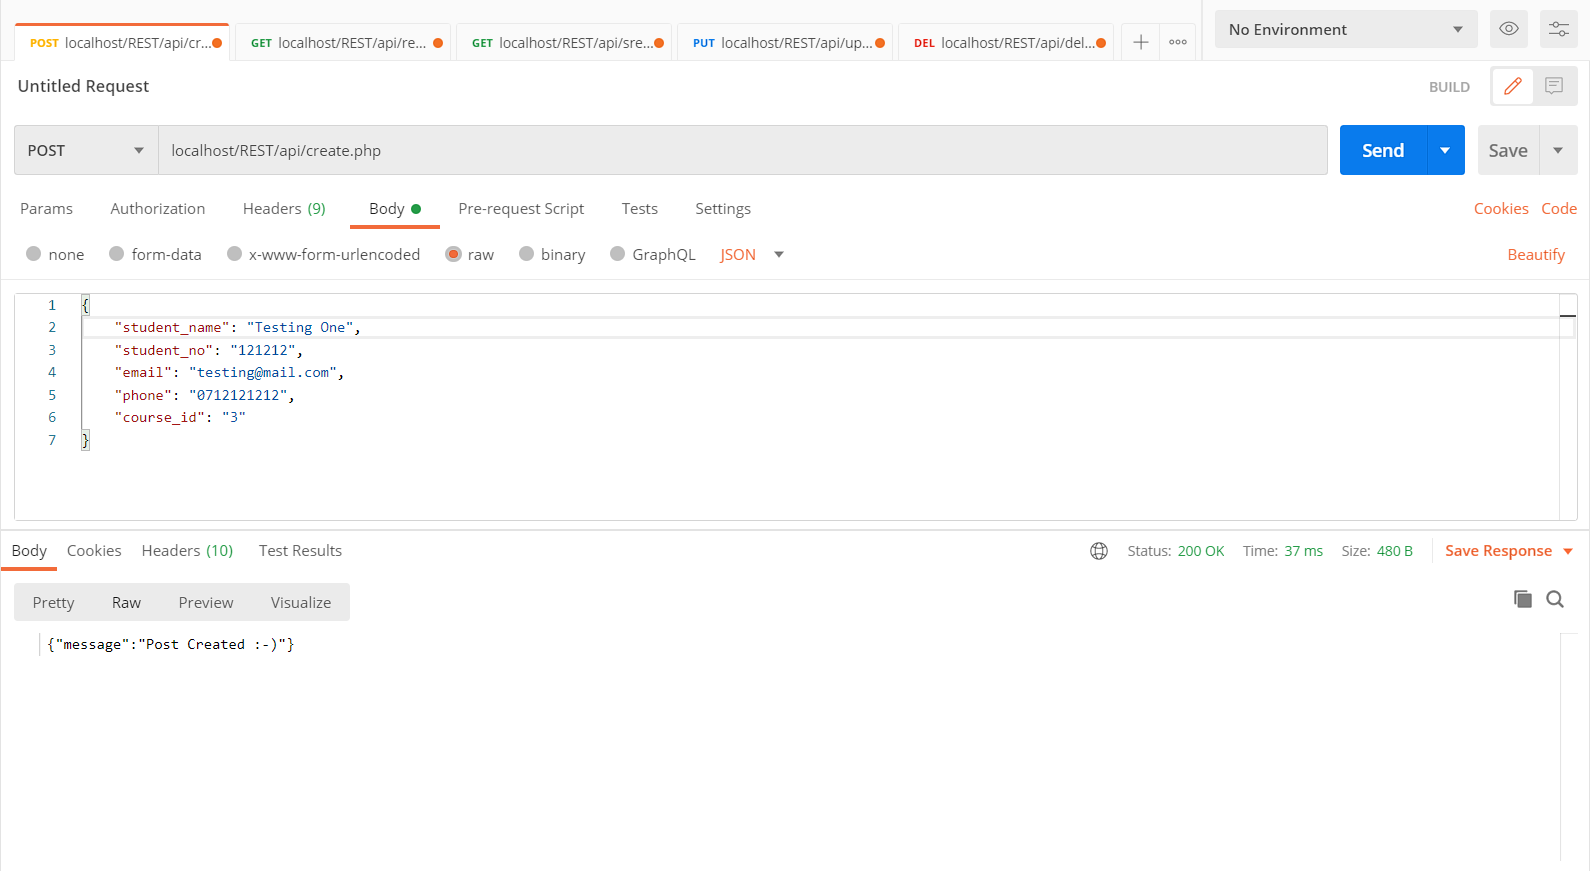 POST localhost/REST/api/cr... GET localhost/REST/api/re... GET localhost/REST/api/sre... PUT localhost/REST/api/up... DEL localhost/REST/api/del... No Environment
Untitled Request BUILD
POST localhost/REST/api/create.php Send Save
Params Authorization Headers (9) Body Pre-request Script Tests Settings Cookies Code
none form-data x-www-form-urlencoded raw binary GraphQL JSON Beautify
1 {
2 "student_name": "Testing One",
3 "student_no": "121212",
4 "email": "testing@mail.com",
5 "phone": "0712121212",
6 "course_id": "3"
7 }
Body Cookies Headers (10) Test Results Status: 200 OK Time: 37 ms Size: 480 B Save Response
Pretty Raw Preview Visualize
{"message":"Post Created :-)"}